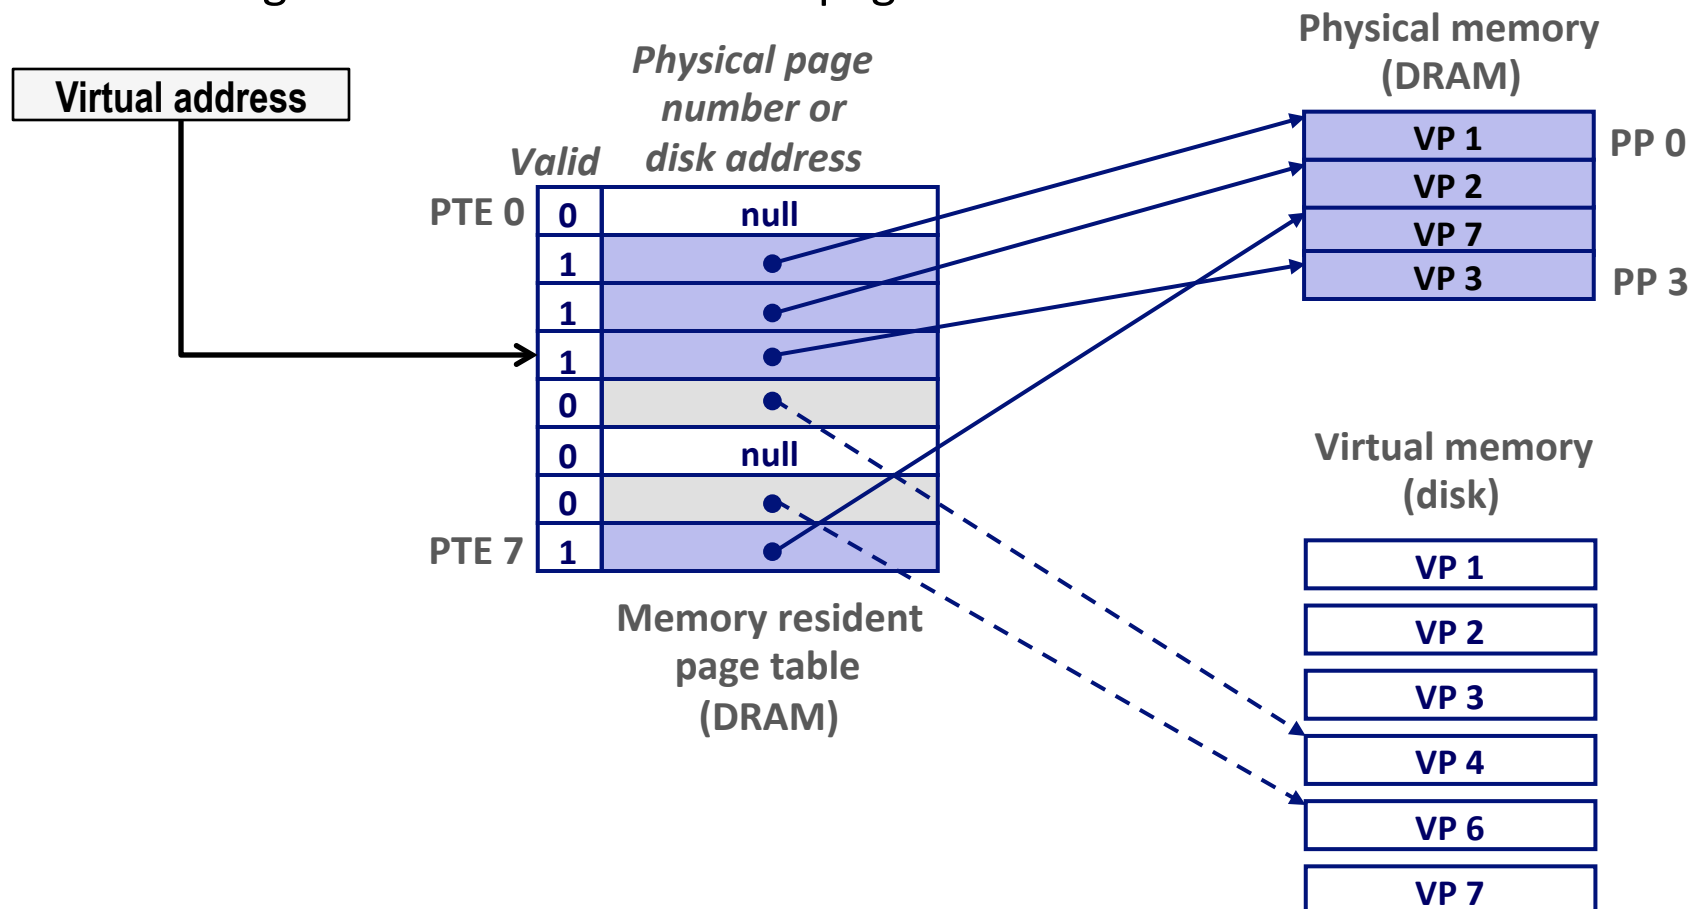 Physical memory
(DRAM)
Physical page
number or
disk address
Virtual address
Valid
VP 1
PP 0
VP 2
VP 7
VP 3
PP 3
PTE 0
0
null
1
1
1
0
0
null
0
PTE 7
1
Memory resident
page table
(DRAM)
Virtual memory
(disk)
VP 1
VP 2
VP 3
VP 4
VP 6
VP 7